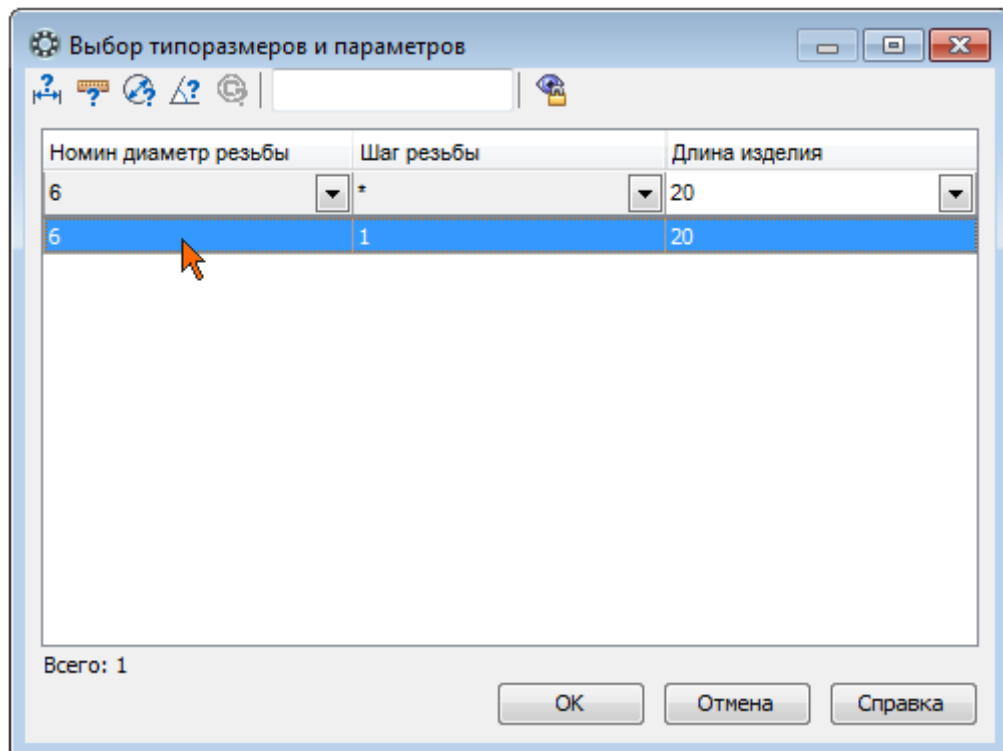 Выбор типоразмеров и параметров
Номин диаметр резьбы Шаг резьбы Длина изделия
6 * 20
6 1 20
Всего: 1
ОК Отмена Справка